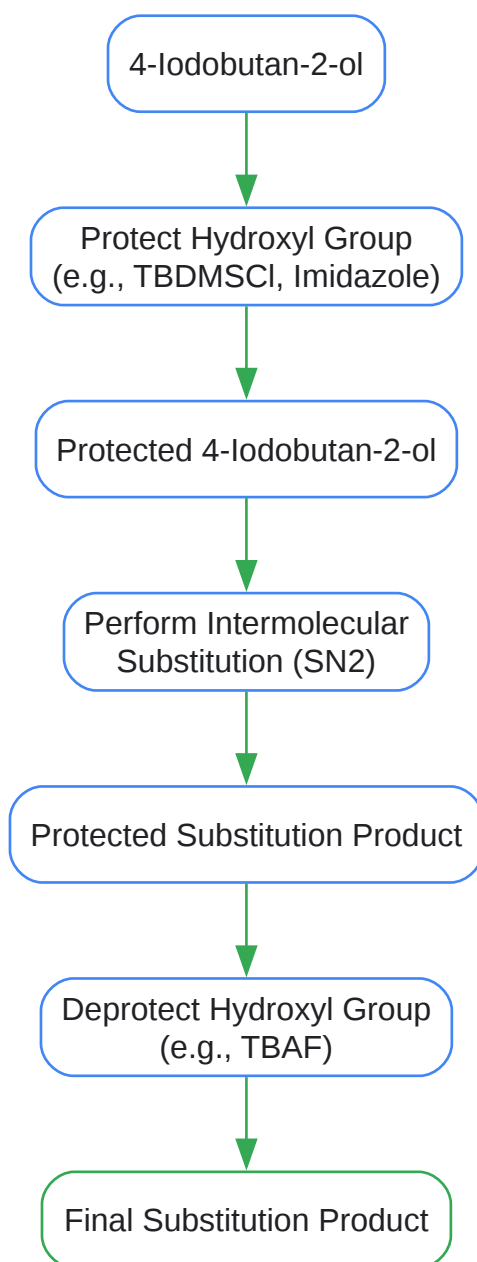 4-Iodobutan-2-ol
Protect Hydroxyl Group
(e.g., TBDMSCl, Imidazole)
Protected 4-Iodobutan-2-ol
Perform Intermolecular
Substitution (SN2)
Protected Substitution Product
Deprotect Hydroxyl Group
(e.g., TBAF)
Final Substitution Product